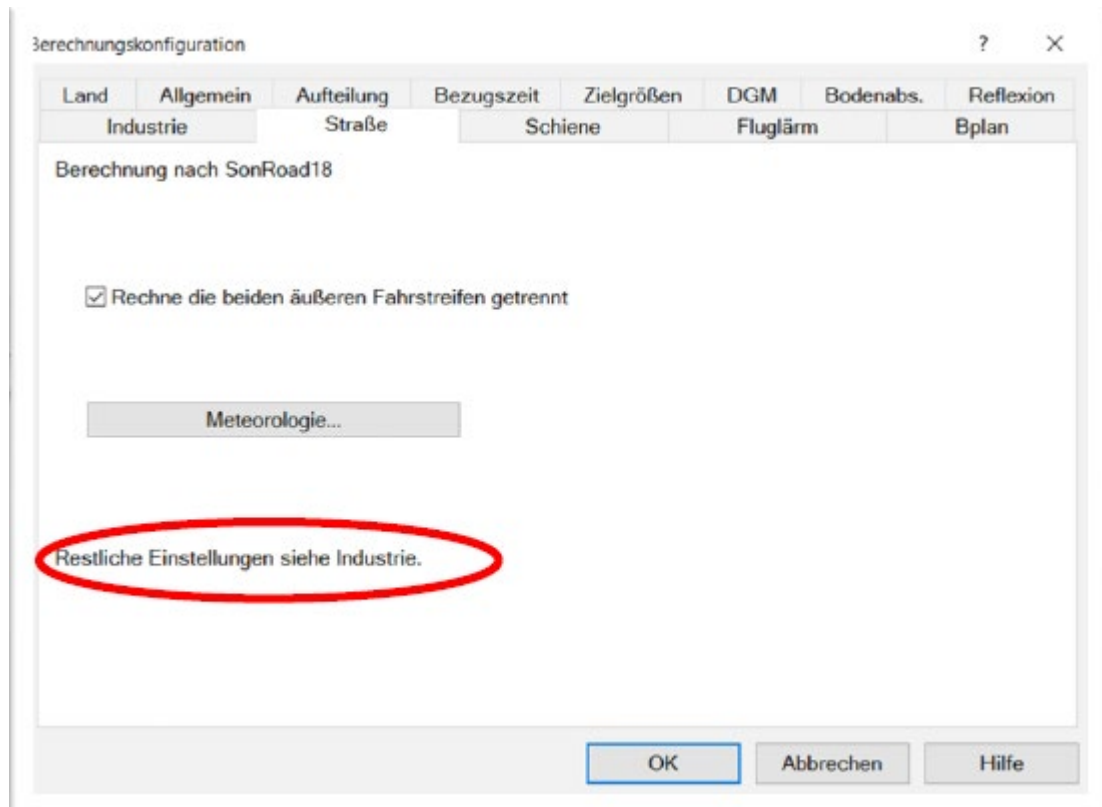 Berechnungskonfiguration ? ×
Land Allgemein Aufteilung Bezugszeit Zielgrößen DGM Bodenabs. Reflexion
Industrie Straße Schiene Fluglärm Bplan
Berechnung nach SonRoad18
Rechne die beiden äußeren Fahrstreifen getrennt
Meteorologie...
Restliche Einstellungen siehe Industrie.
OK Abbrechen Hilfe